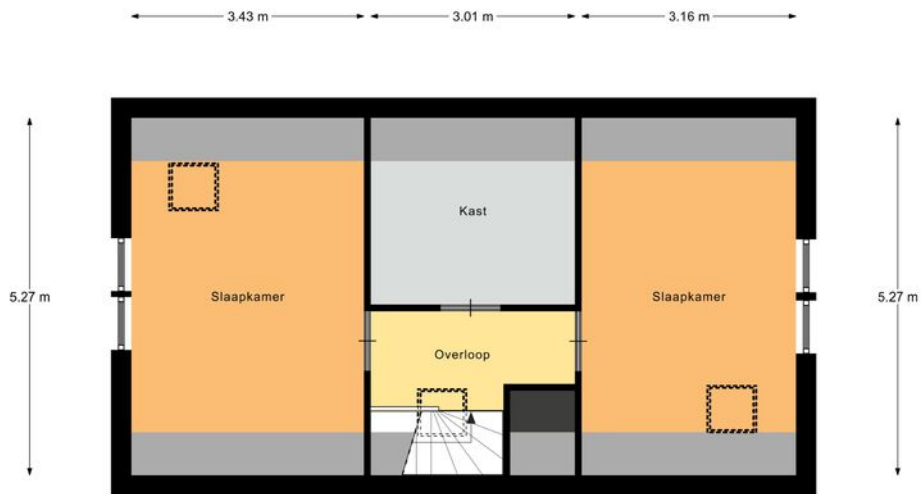 3.43 m
3.01 m
3.16 m
Kast
5.27 m
Slaapkamer
Slaapkamer
5.27 m
Overloop